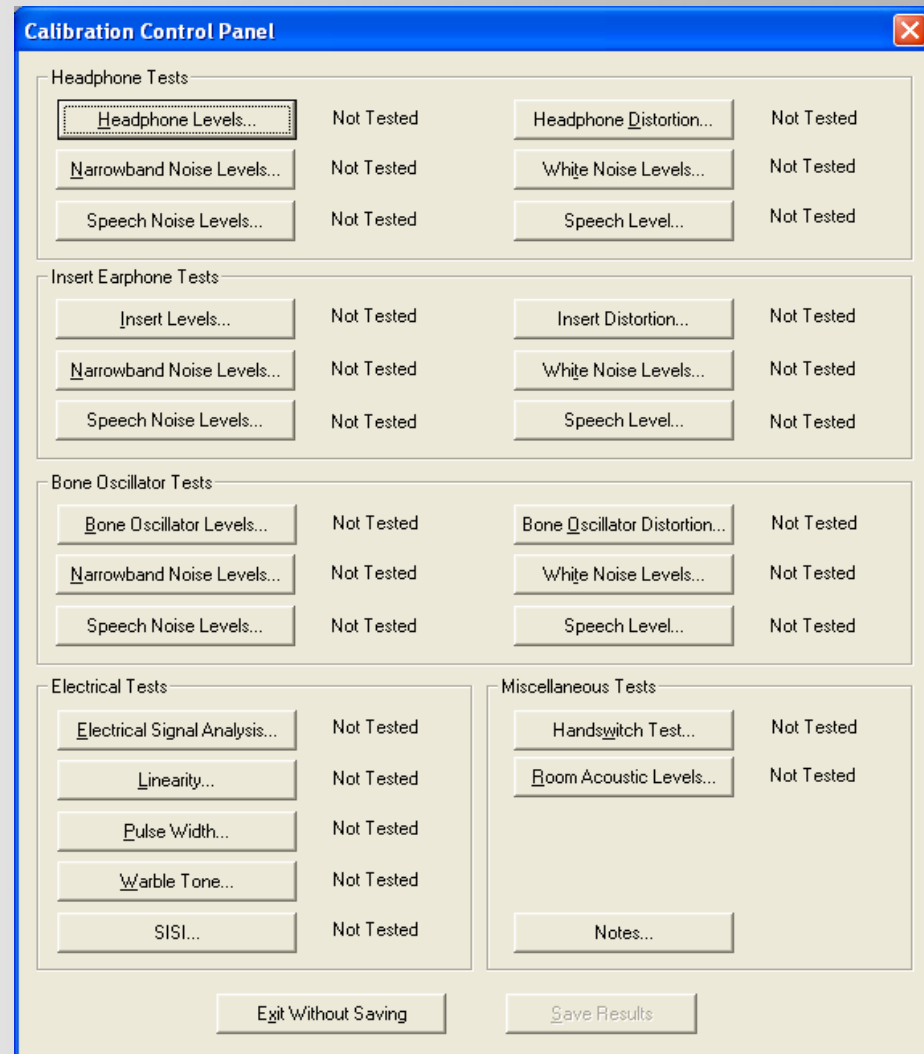 Calibration Control Panel
Headphone Tests
Headphone Levels... Not Tested Headphone Distortion... Not Tested
Narrowband Noise Levels... Not Tested White Noise Levels... Not Tested
Speech Noise Levels... Not Tested Speech Level... Not Tested
Insert Earphone Tests
Insert Levels... Not Tested Insert Distortion... Not Tested
Narrowband Noise Levels... Not Tested White Noise Levels... Not Tested
Speech Noise Levels... Not Tested Speech Level... Not Tested
Bone Oscillator Tests
Bone Oscillator Levels... Not Tested Bone Oscillator Distortion... Not Tested
Narrowband Noise Levels... Not Tested White Noise Levels... Not Tested
Speech Noise Levels... Not Tested Speech Level... Not Tested
Electrical Tests Miscellaneous Tests
Electrical Signal Analysis... Not Tested Handswitch Test... Not Tested
Linearity... Not Tested Room Acoustic Levels... Not Tested
Pulse Width... Not Tested
Warble Tone... Not Tested
SISI... Not Tested Notes...
Exit Without Saving Save Results